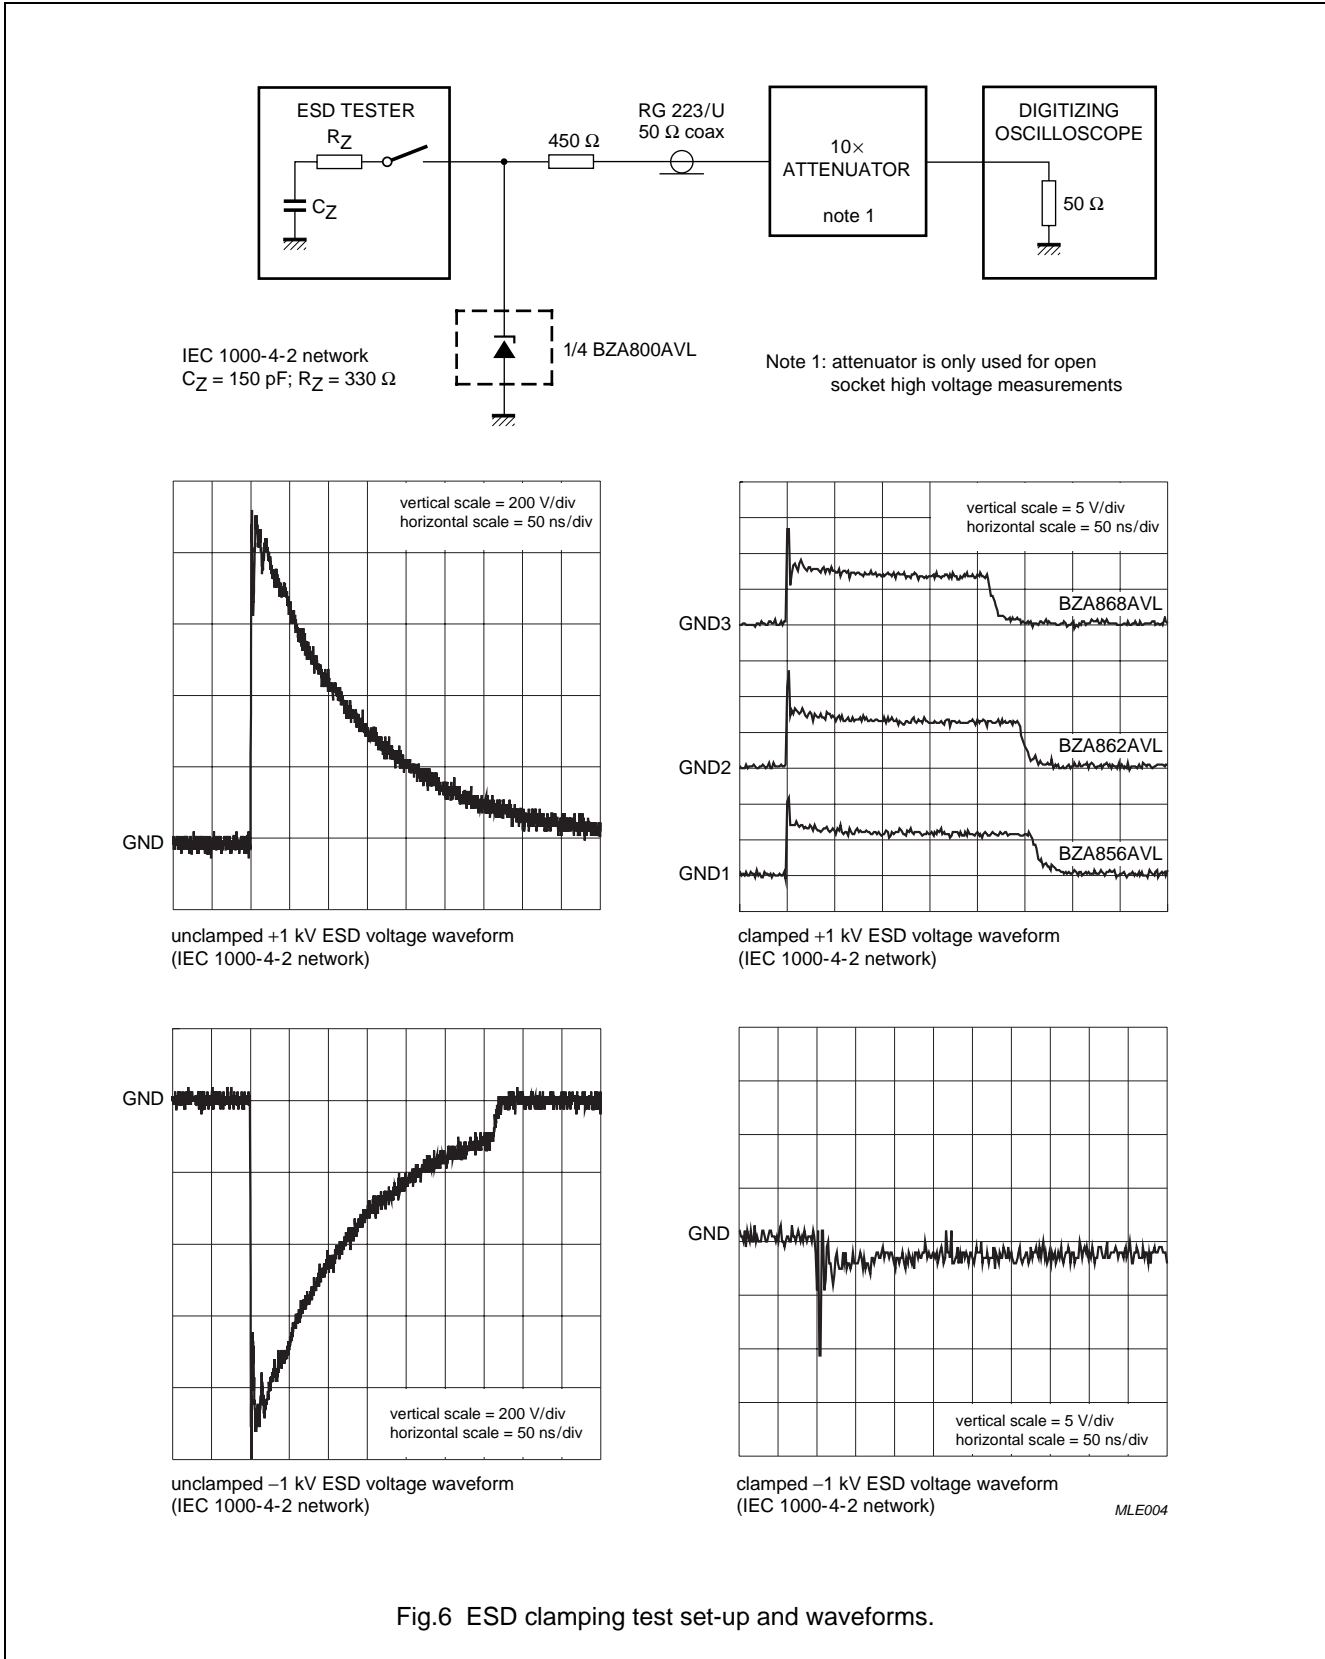 ESD TESTER
RZ
CZ
450 Ω
RG 223/U
50 Ω coax
10×
ATTENUATOR
note 1
DIGITIZING
OSCILLOSCOPE
50 Ω
IEC 1000-4-2 network
CZ = 150 pF; RZ = 330 Ω
1/4 BZA800AVL
Note 1: attenuator is only used for open
socket high voltage measurements
vertical scale = 200 V/div
horizontal scale = 50 ns/div
GND
unclamped +1 kV ESD voltage waveform
(IEC 1000-4-2 network)
vertical scale = 5 V/div
horizontal scale = 50 ns/div
BZA868AVL
GND3
BZA862AVL
GND2
BZA856AVL
GND1
clamped +1 kV ESD voltage waveform
(IEC 1000-4-2 network)
GND
vertical scale = 200 V/div
horizontal scale = 50 ns/div
unclamped −1 kV ESD voltage waveform
(IEC 1000-4-2 network)
GND
vertical scale = 5 V/div
horizontal scale = 50 ns/div
clamped −1 kV ESD voltage waveform
(IEC 1000-4-2 network)
MLE004
Fig.6 ESD clamping test set-up and waveforms.